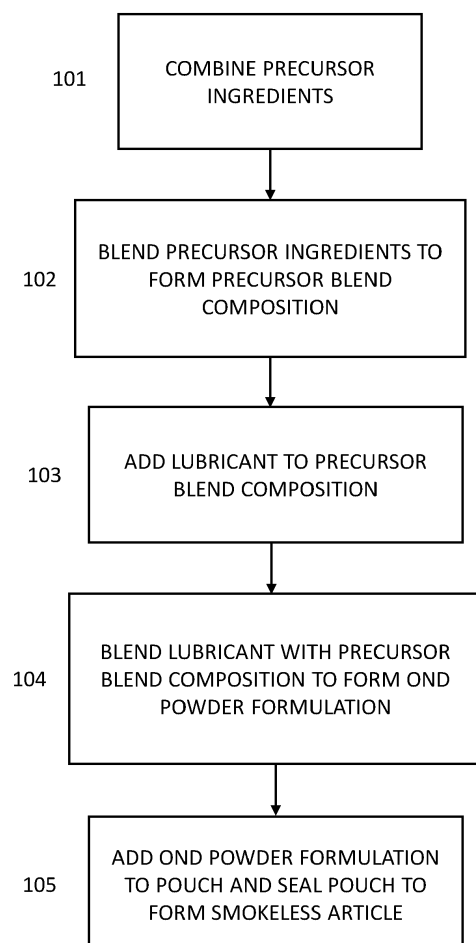 101
COMBINE PRECURSOR
INGREDIENTS
102
BLEND PRECURSOR INGREDIENTS TO
FORM PRECURSOR BLEND
COMPOSITION
103
ADD LUBRICANT TO PRECURSOR
BLEND COMPOSITION
104
BLEND LUBRICANT WITH PRECURSOR
BLEND COMPOSITION TO FORM OND
POWDER FORMULATION
105
ADD OND POWDER FORMULATION
TO POUCH AND SEAL POUCH TO
FORM SMOKELESS ARTICLE